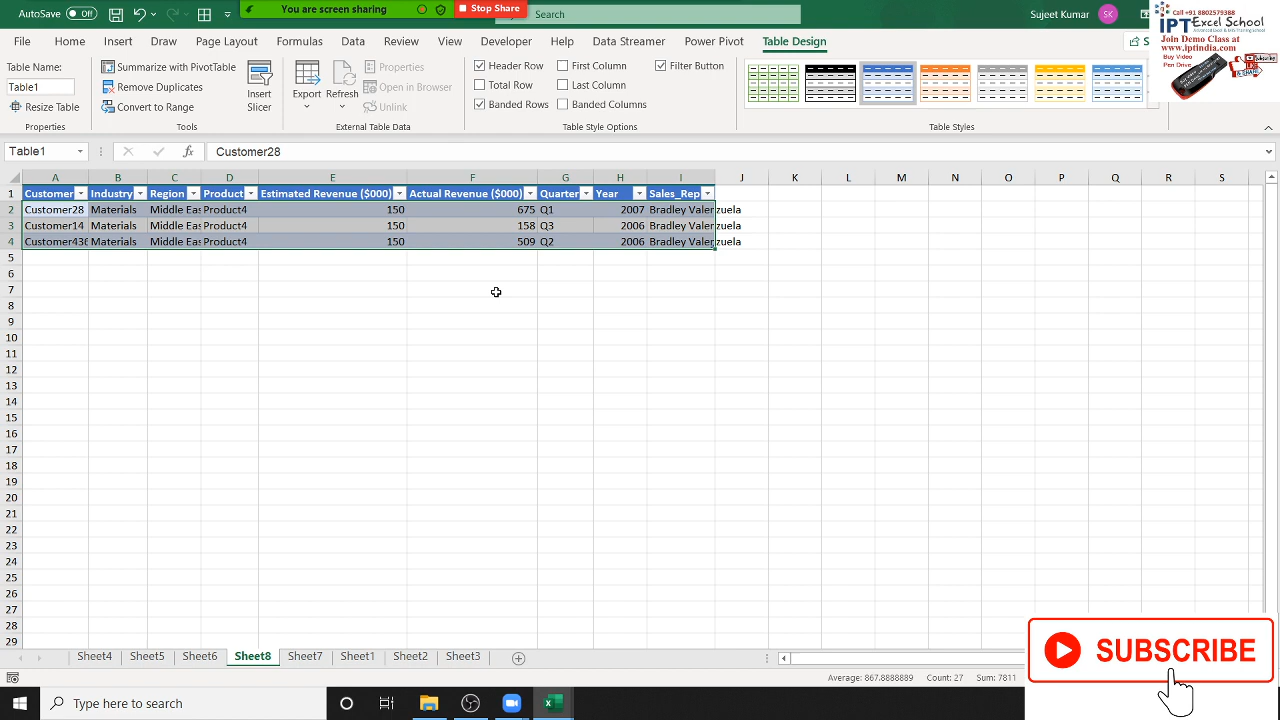 AutoSave Off
You are screen sharing
Stop Share
Search
Sujeet Kumar
SK
Call +91 8802579388
IPT Excel School
Join Demo Class at
www.iptindia.com
Buy Video
Pen Drive
File Home Insert Draw Page Layout Formulas Data Review View Developer Help Data Streamer Power Pivot Table Design
Table Name:
Table1
Resize Table
Properties
Summarize with PivotTable
Convert to Range
Tools
Insert
Slicer
Export
Refresh
Properties
Open in Browser
Unlink
External Table Data
Header Row First Column Filter Button
Total Row Last Column
Banded Rows Banded Columns
Table Style Options
Table Styles
Table1
Customer28
A B C D E F G H I J K L M N O P Q R S
1 Customer Industry Region Product Estimated Revenue ($000) Actual Revenue ($000) Quarter Year Sales_Rep
2 Customer28 Materials Middle Eas Product4 150 675 Q1 2007 Bradley Valenzuela
3 Customer14 Materials Middle Eas Product4 150 158 Q3 2006 Bradley Valenzuela
4 Customer436 Materials Middle Eas Product4 150 509 Q2 2006 Bradley Valenzuela
5
6
7
8
9
10
11
12
13
14
15
16
17
18
19
20
21
22
23
24
25
26
27
28
29
Sheet4 Sheet5 Sheet6 Sheet8 Sheet7 Sheet1 Sheet2 Sheet3
Average: 867.8888889 Count: 27 Sum: 7811
SUBSCRIBE
Type here to search